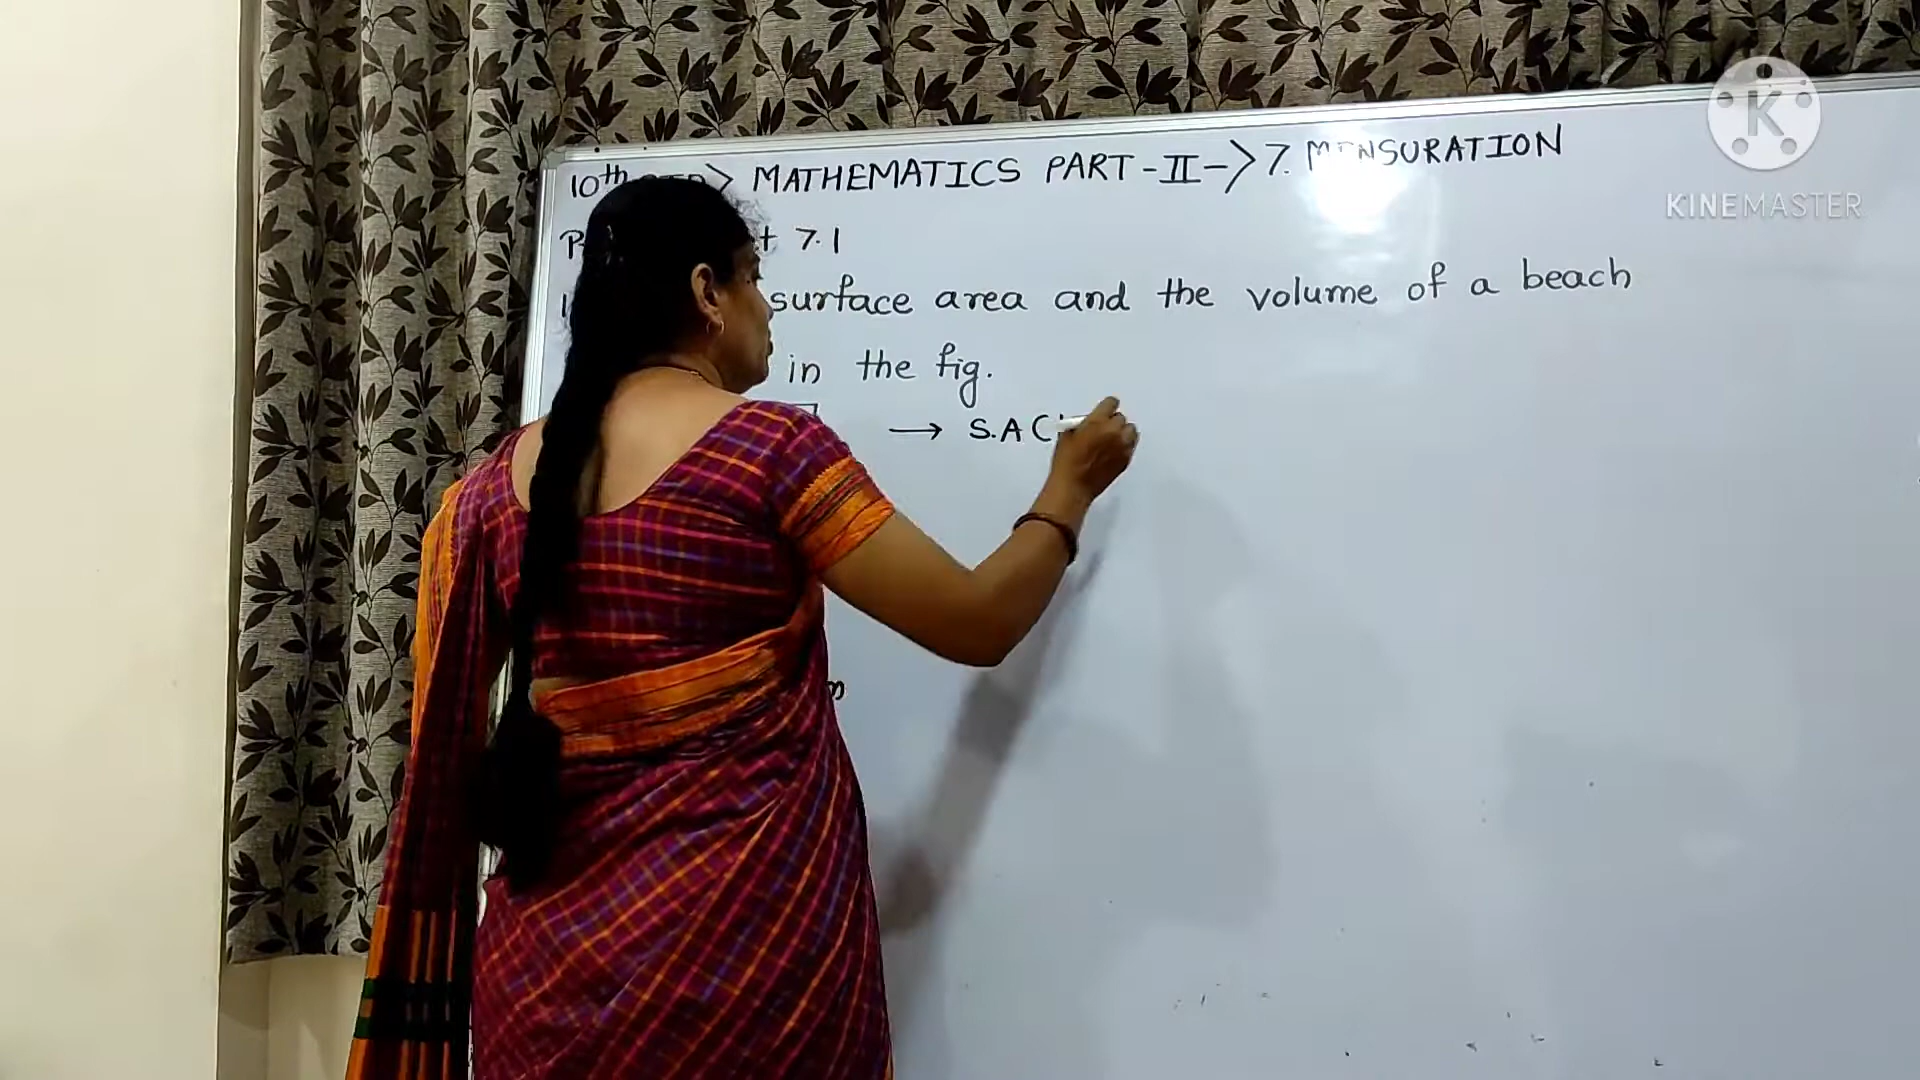 10th > MATHEMATICS PART-II-> 7. MENSURATION
7.1
surface area and the volume of a beach
in the fig.
→ S.A (
K
KINEMASTER